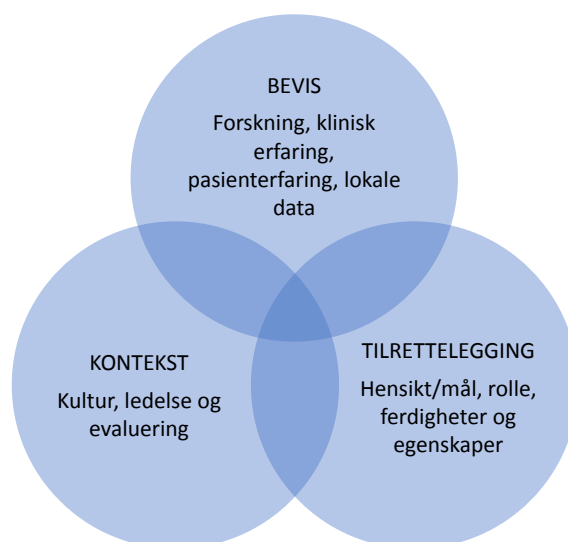 BEVIS
Forskning, klinisk
erfaring,
pasienterfaring, lokale
data
KONTEKST
Kultur, ledelse og
evaluering
TILRETTELEGGING
Hensikt/mål, rolle,
ferdigheter og
egenskaper